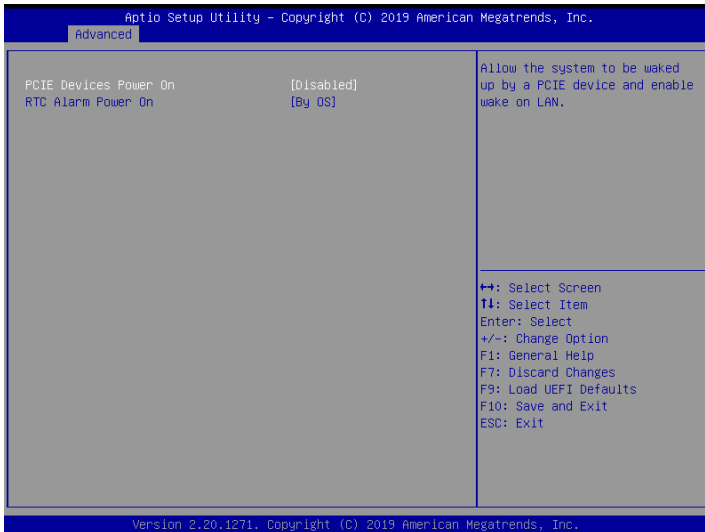 Aptio Setup Utility – Copyright (C) 2019 American Megatrends, Inc.
Advanced
PCIE Devices Power On [Disabled]
RTC Alarm Power On [By OS]
Allow the system to be waked
up by a PCIE device and enable
wake on LAN.
↔: Select Screen
↑↓: Select Item
Enter: Select
+/-: Change Option
F1: General Help
F7: Discard Changes
F9: Load UEFI Defaults
F10: Save and Exit
ESC: Exit
Version 2.20.1271. Copyright (C) 2019 American Megatrends, Inc.